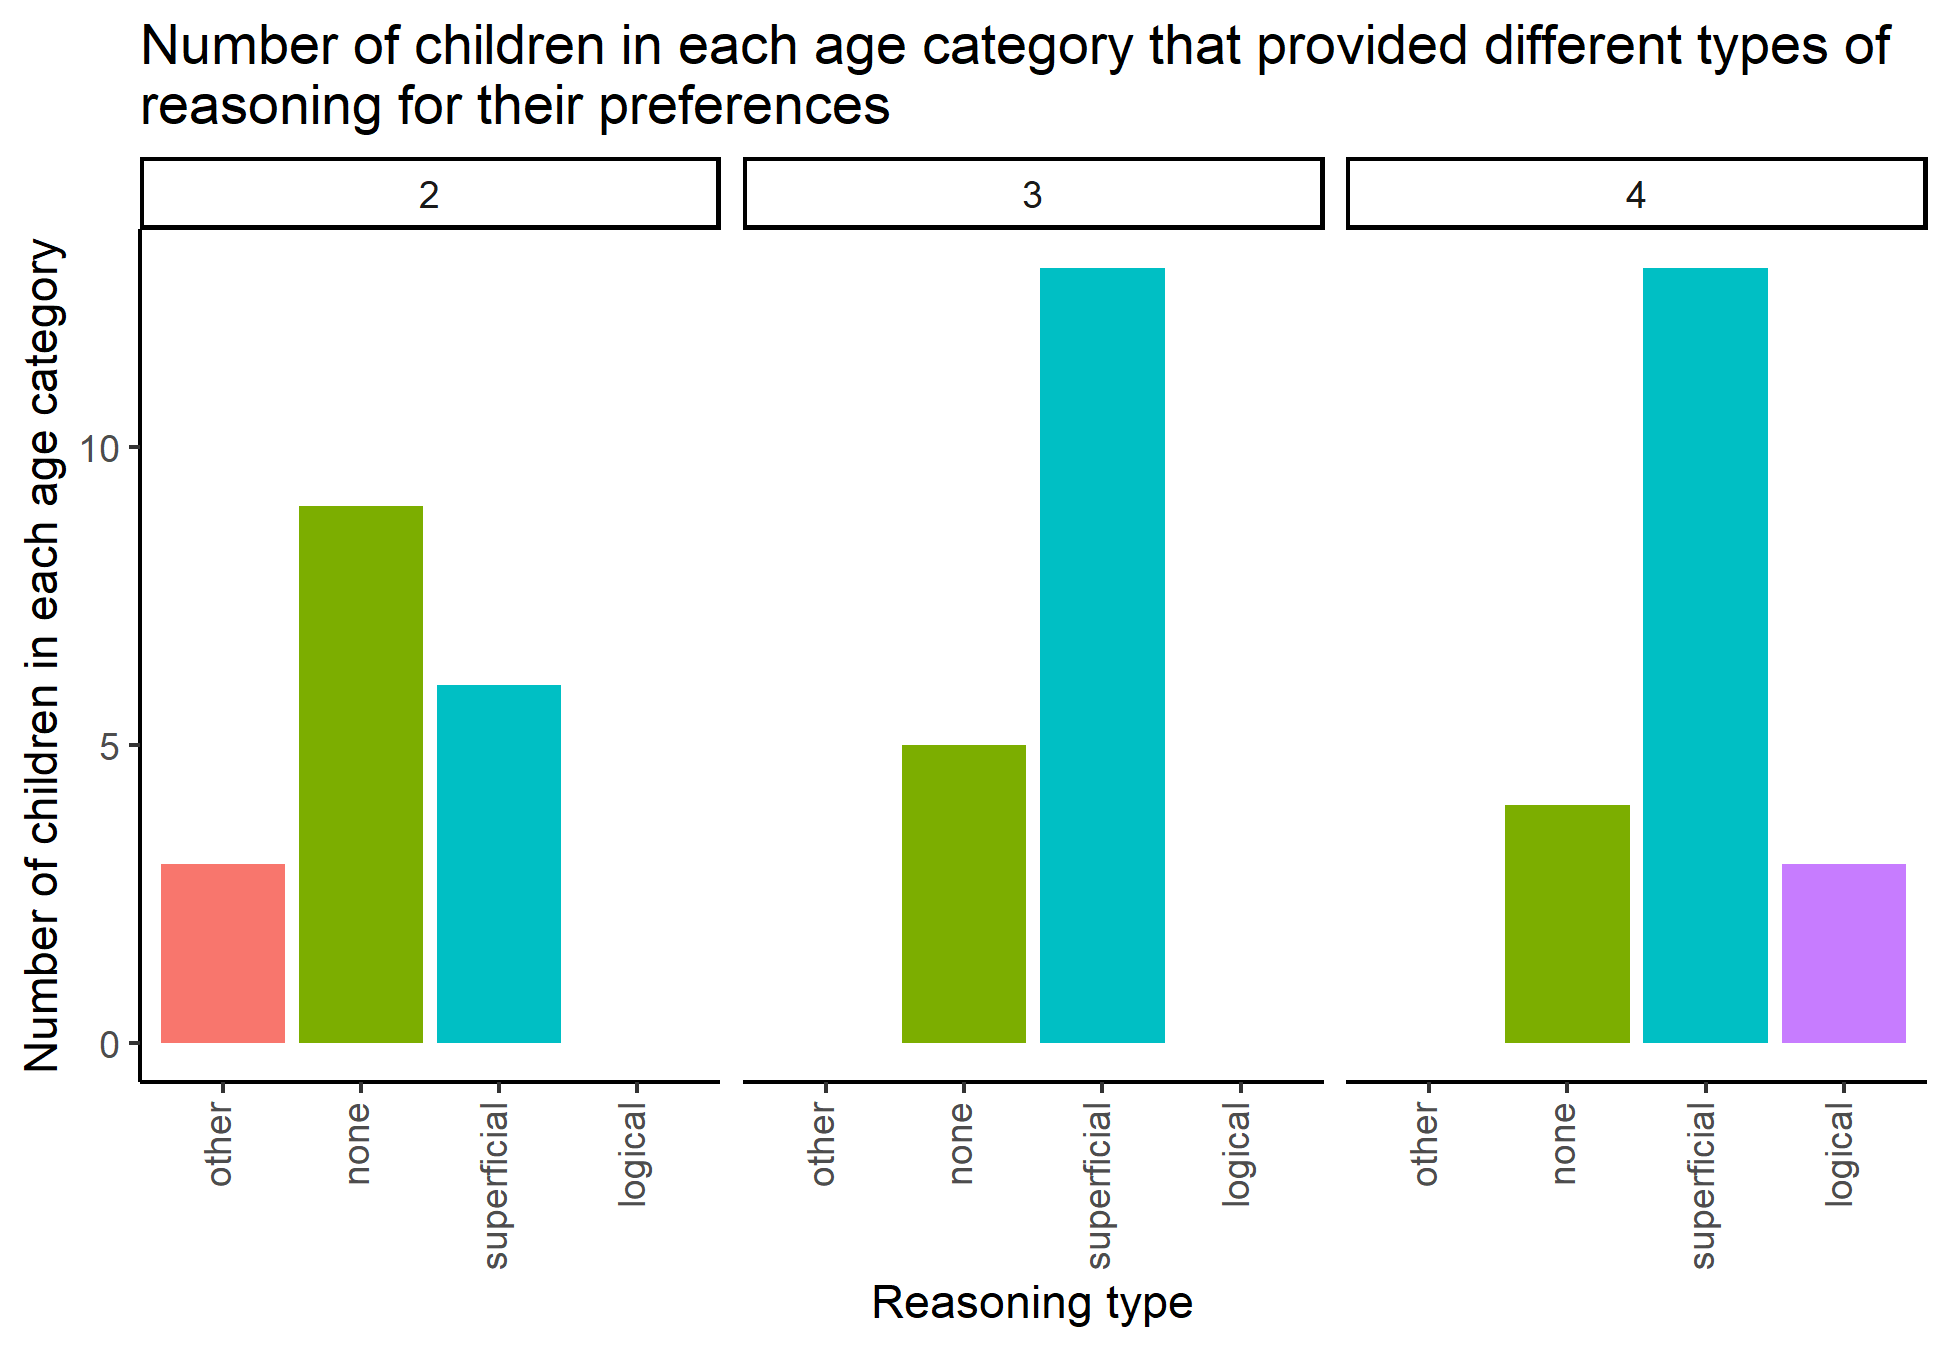 Number of children in each age category that provided different types of
reasoning for their preferences
2
3
4
Number of children in each age category
10
5
0
other
none
superficial
logical
other
none
superficial
logical
other
none
superficial
logical
Reasoning type